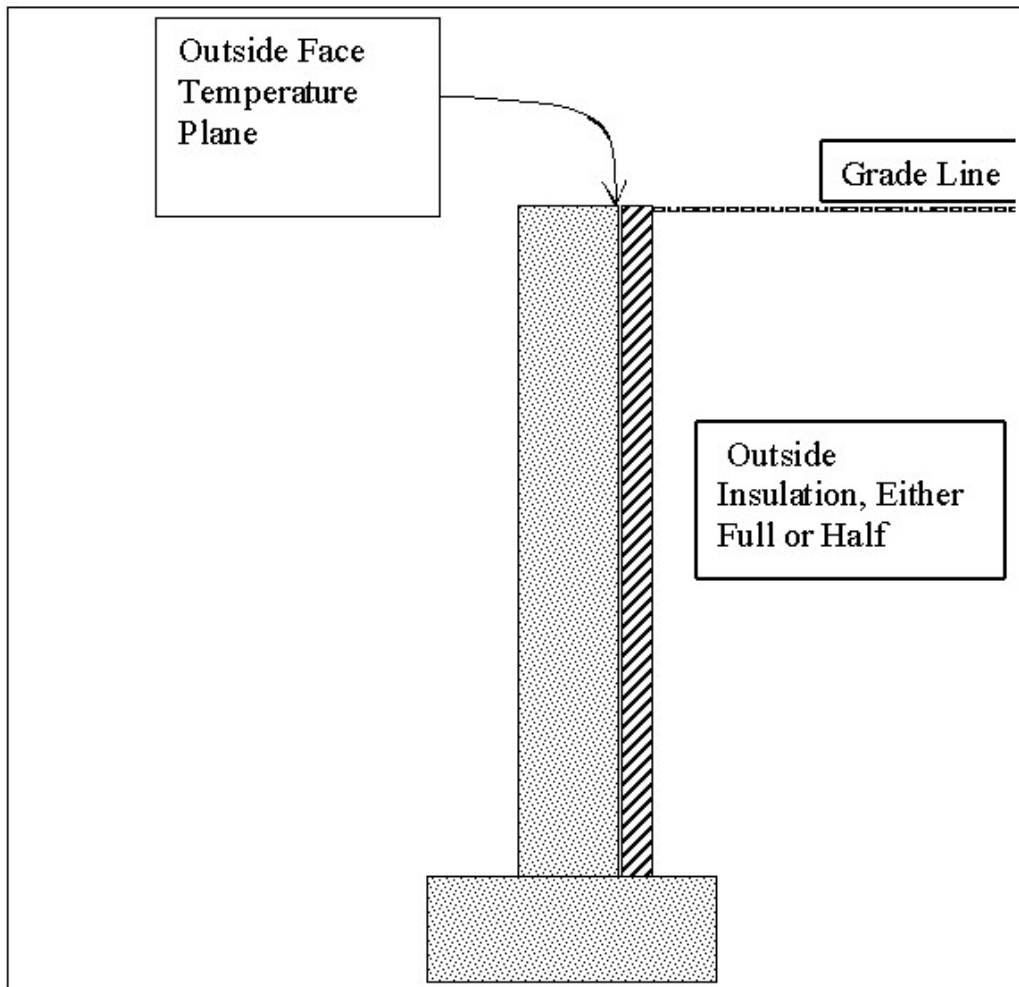 Outside Face
Temperature
Plane
Grade Line
Outside
Insulation, Either
Full or Half